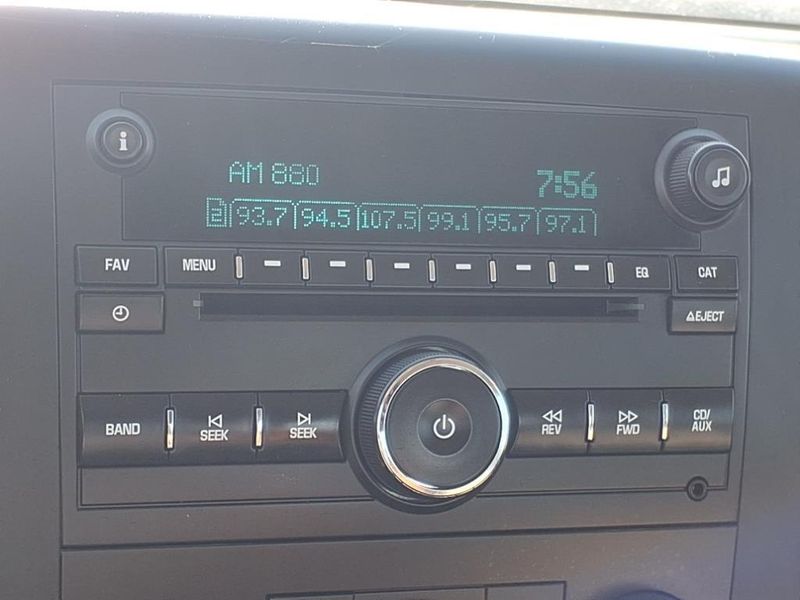 i
AM 880 7:56
2 93.7 94.5 107.5 99.1 95.7 97.1
FAV MENU EQ CAT
EJECT
BAND SEEK SEEK REV FWD CD/
AUX